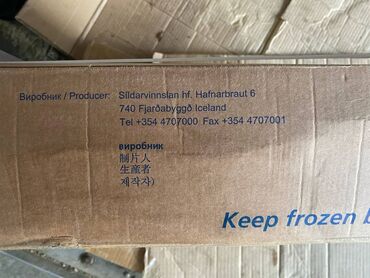 Виробник / Producer: Síldarvinnslan hf. Hafnarbraut 6
740 Fjarðabyggð Iceland
Tel +354 4707000 Fax +354 4707001
виробник
制片人
生産者
제작자)
Keep frozen b